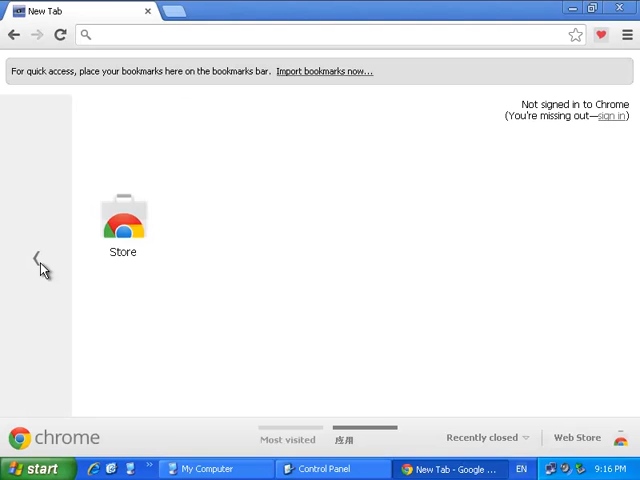 New Tab
For quick access, place your bookmarks here on the bookmarks bar. Import bookmarks now...
Not signed in to Chrome
(You're missing out—sign in)
Store
chrome
Most visited
应用
Recently closed
Web Store
start
My Computer
Control Panel
New Tab - Google ...
EN
9:16 PM